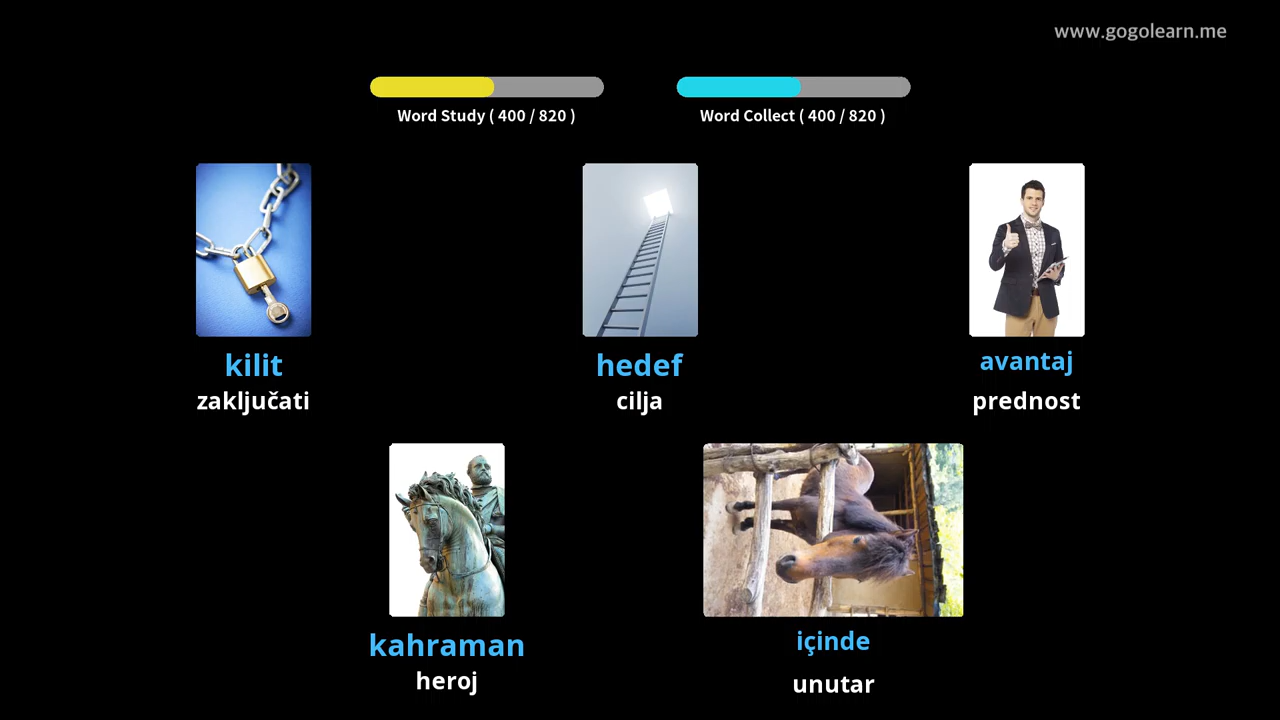 www.gogolearn.me
Word Study ( 400 / 820 )
Word Collect ( 400 / 820 )
kilit
zaključati
hedef
cilja
avantaj
prednost
kahraman
heroj
içinde
unutar